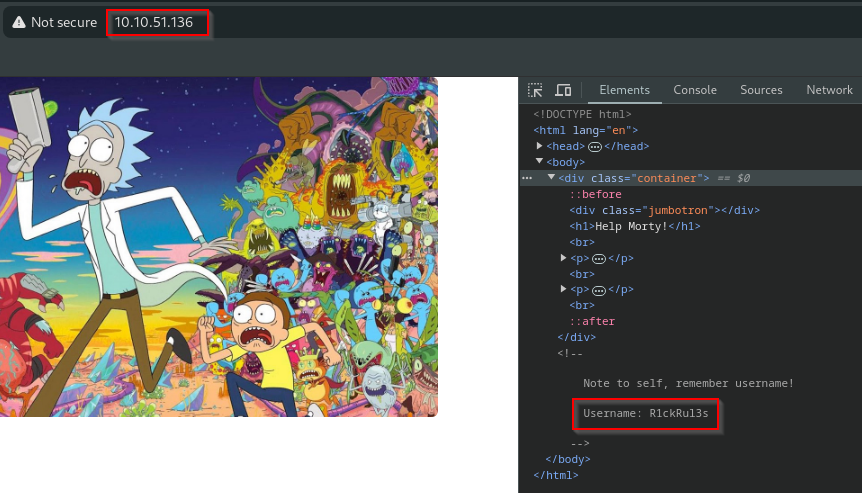 Not secure 10.10.51.136
Elements Console Sources Network
<!DOCTYPE html>
<html lang="en">
<head> ⋯ </head>
<body>
⋯ <div class="container"> == $0
::before
<div class="jumbotron"></div>
<h1>Help Morty!</h1>
<br>
<p> ⋯ </p>
<br>
<p> ⋯ </p>
<br>
::after
</div>
<!--
Note to self, remember username!
Username: R1ckRul3s
-->
</body>
</html>